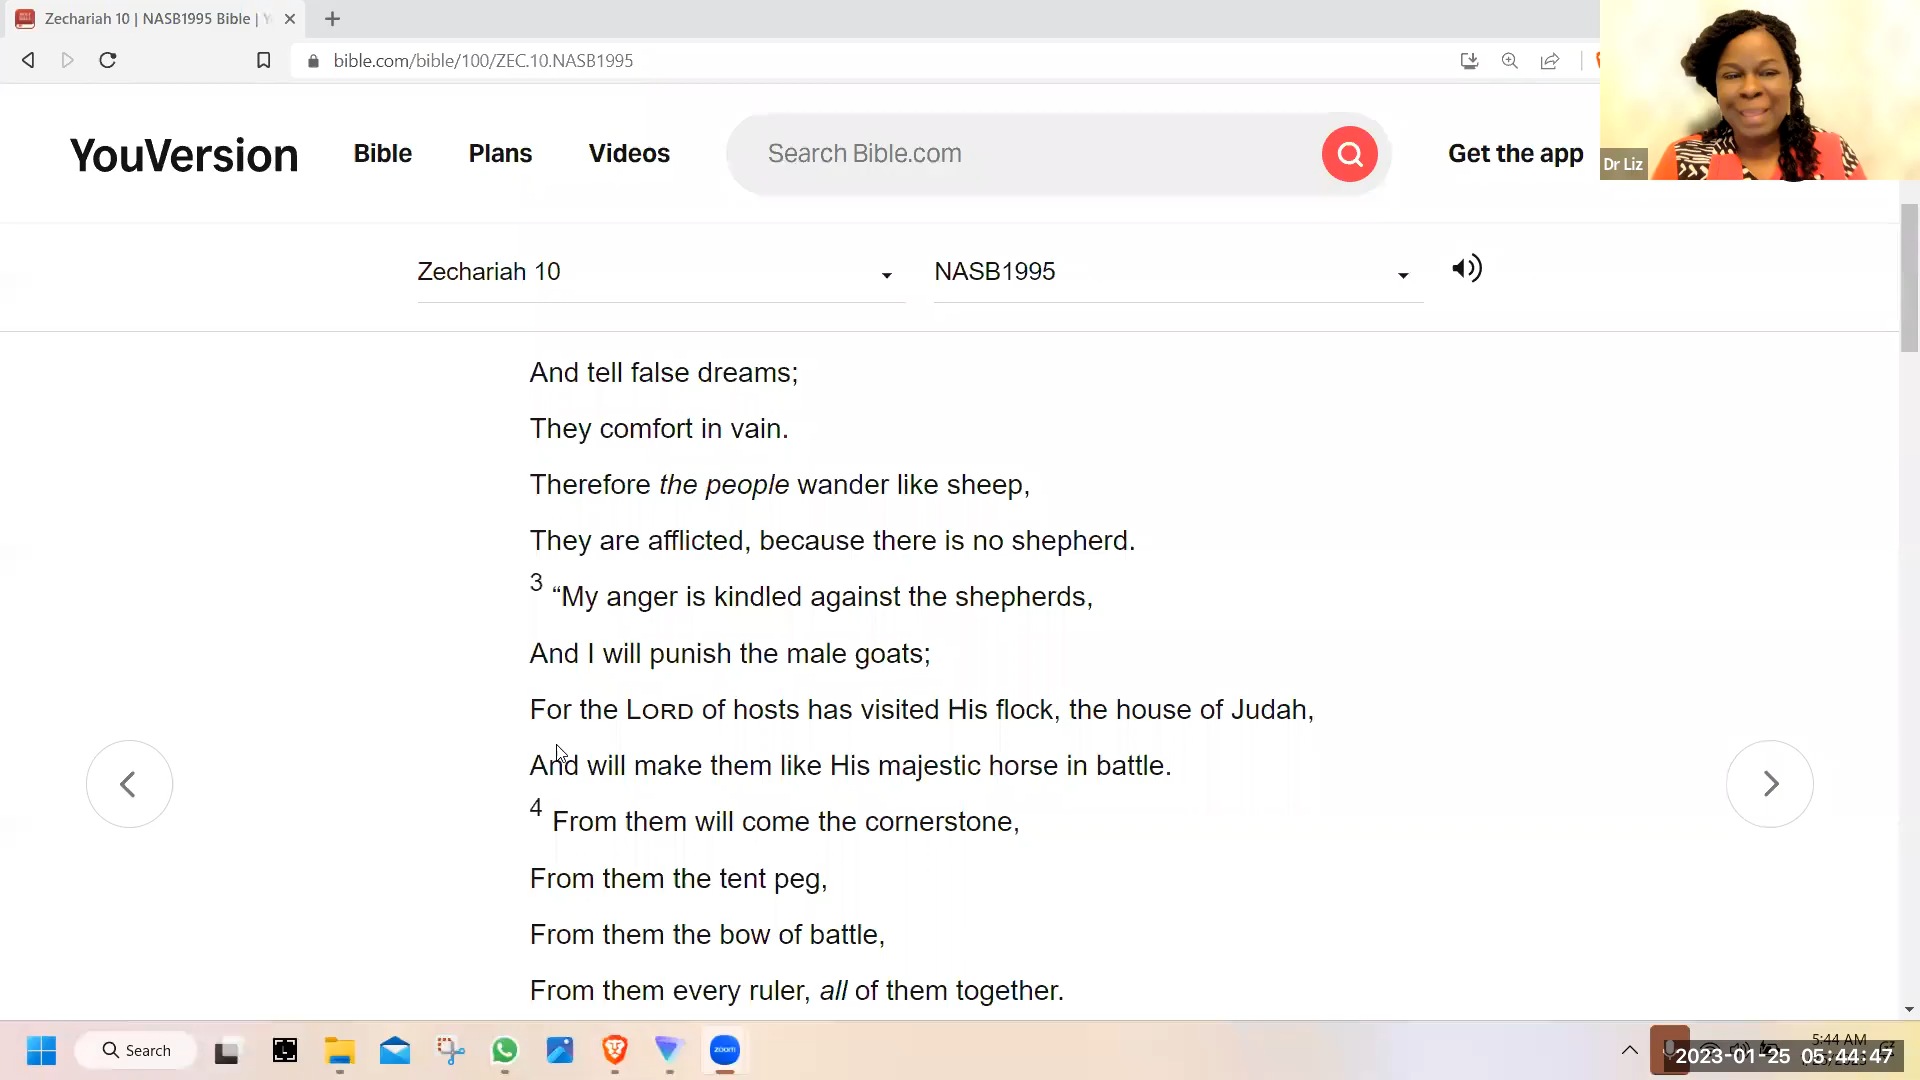 Zechariah 10 | NASB1995 Bible | Y
bible.com/bible/100/ZEC.10.NASB1995
YouVersion
Bible
Plans
Videos
Search Bible.com
Get the app
Dr Liz
Zechariah 10
NASB1995
And tell false dreams;
They comfort in vain.
Therefore the people wander like sheep,
They are afflicted, because there is no shepherd.
3 “My anger is kindled against the shepherds,
And I will punish the male goats;
For the LORD of hosts has visited His flock, the house of Judah,
And will make them like His majestic horse in battle.
4 From them will come the cornerstone,
From them the tent peg,
From them the bow of battle,
From them every ruler, all of them together.
Search
zoom
5:44 AM
2023-01-25 05:44:47